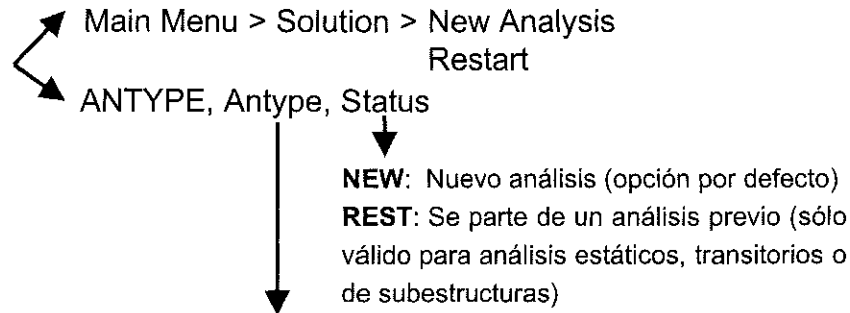 Main Menu > Solution > New Analysis
Restart
ANTYPE, Antype, Status
NEW: Nuevo análisis (opción por defecto)
REST: Se parte de un análisis previo (sólo
válido para análisis estáticos, transitorios o
de subestructuras)